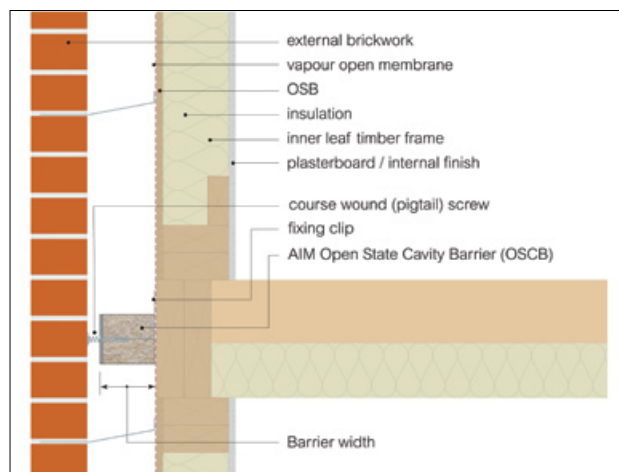 external brickwork
vapour open membrane
OSB
insulation
inner leaf timber frame
plasterboard / internal finish
course wound (pigtail) screw
fixing clip
AIM Open State Cavity Barrier (OSCB)
Barrier width